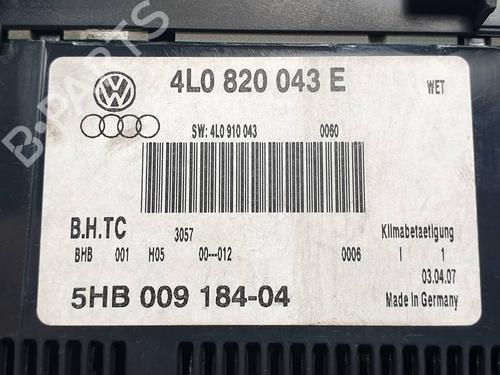 B-PARTS
4L0 820 043 E
WET
SW: 4L0 910 043 0060
B.H.TC 3057 Klimabetaetigung
BHB 001 H05 00---012 0006 I 1
03.04.07
5HB 009 184-04 Made in Germany